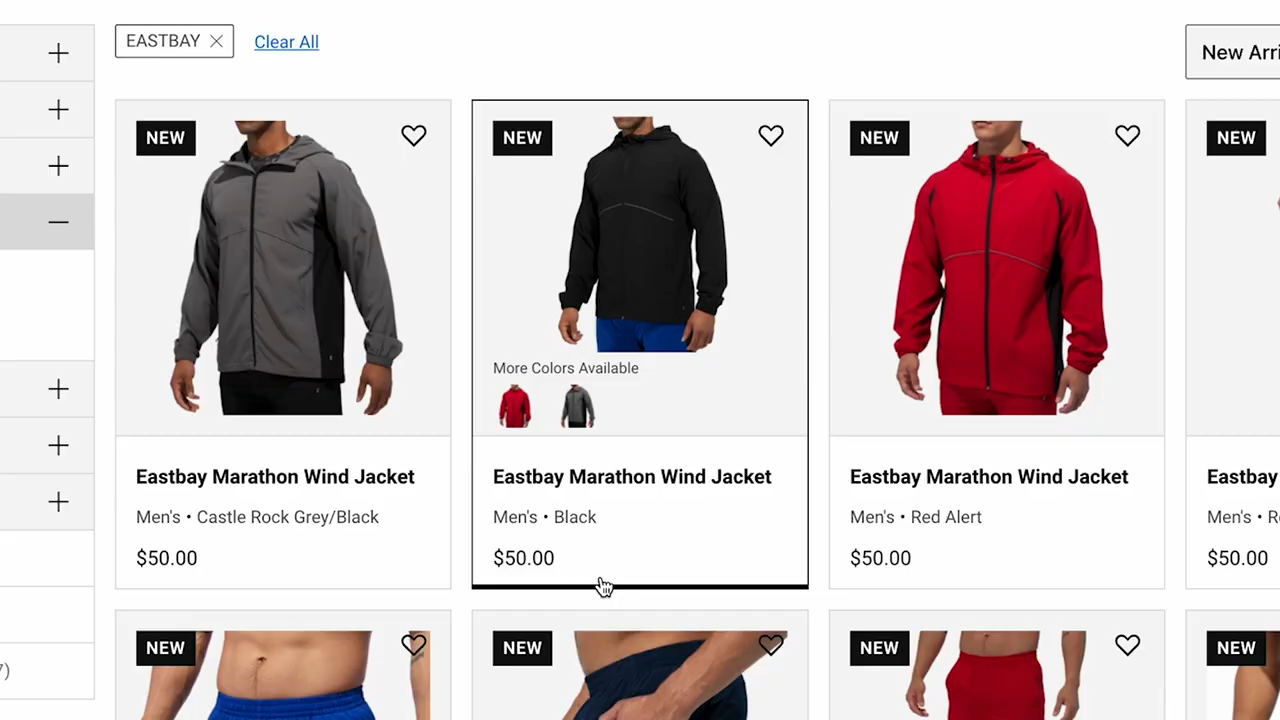 EASTBAY
Clear All
New Arri
NEW
NEW
NEW
NEW
More Colors Available
Eastbay Marathon Wind Jacket
Men's • Castle Rock Grey/Black
$50.00
Eastbay Marathon Wind Jacket
Men's • Black
$50.00
Eastbay Marathon Wind Jacket
Men's • Red Alert
$50.00
Eastbay
Men's • R
$50.00
7)
NEW
NEW
NEW
NEW